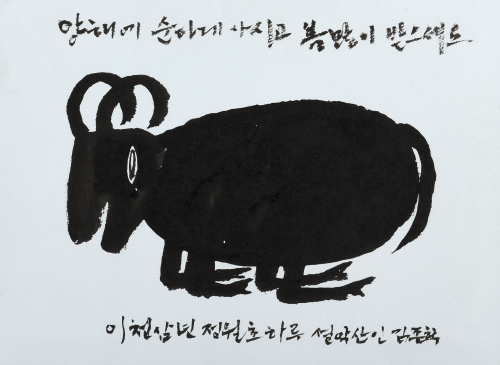 양해에 순하게 사시고 봄 많이 받으세요
이천삼년 정월 초하루 설악산인 김종학